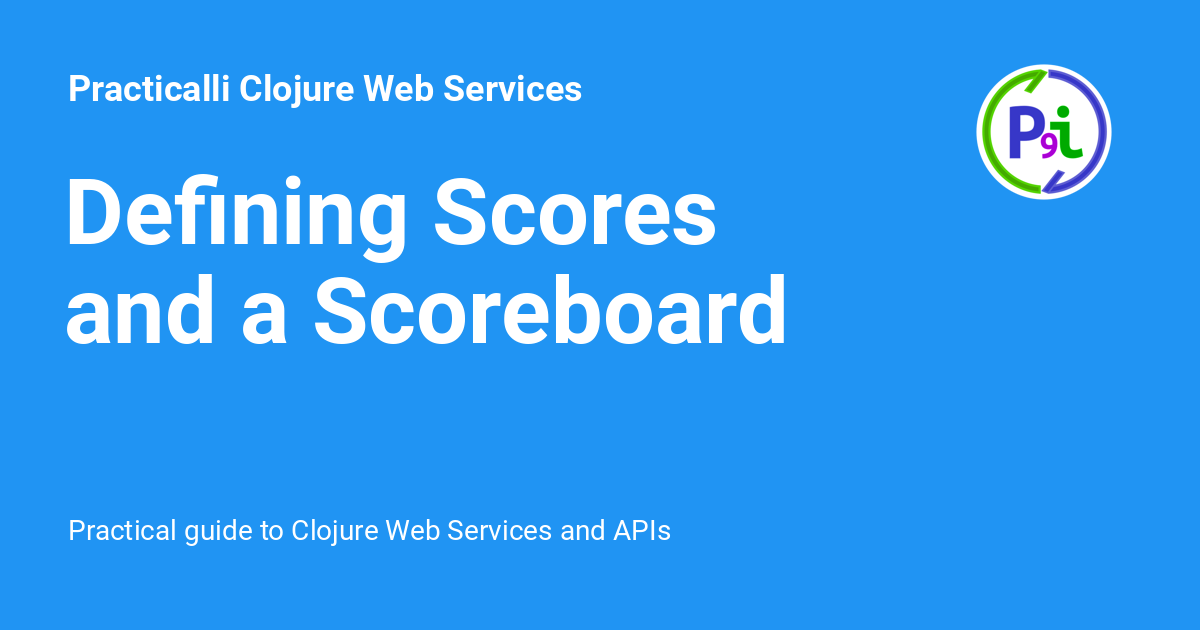 Practicalli Clojure Web Services
P9i
Defining Scores
and a Scoreboard
Practical guide to Clojure Web Services and APIs